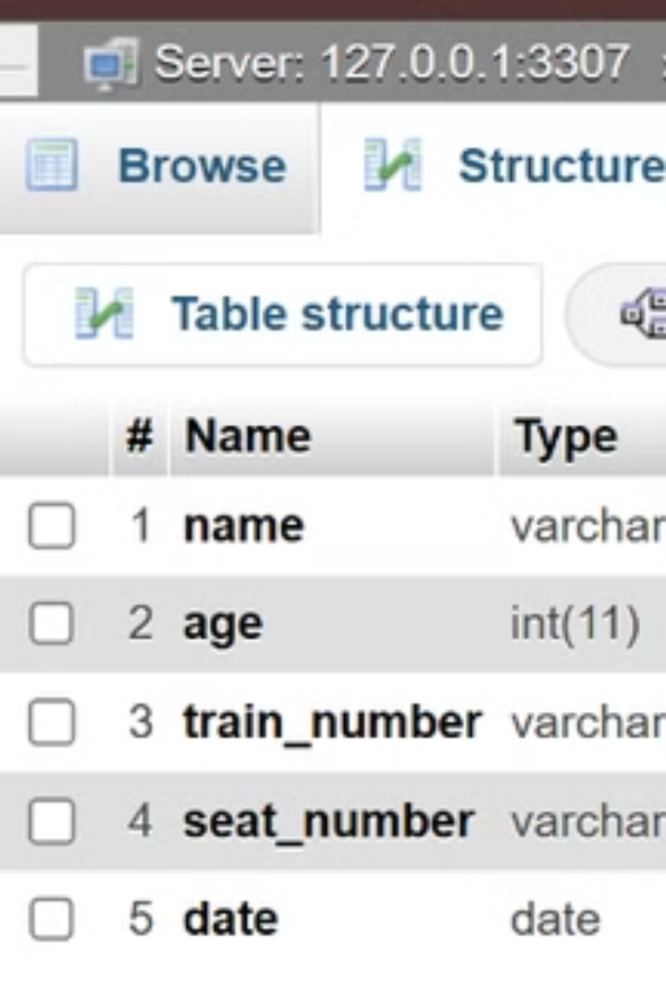 Server: 127.0.0.1:3307
Browse Structure
Table structure
# Name Type
1 name varchar
2 age int(11)
3 train_number varchar
4 seat_number varchar
5 date date